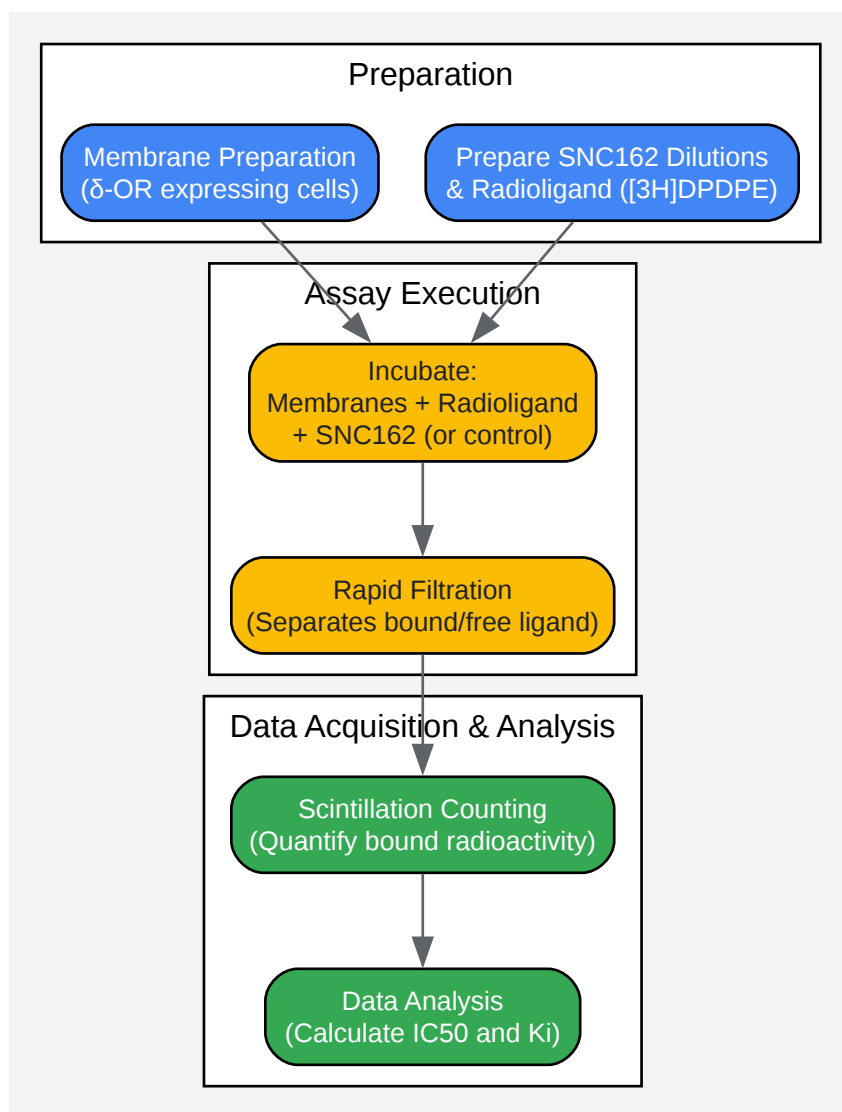 Preparation
Membrane Preparation
(δ-OR expressing cells)
Prepare SNC162 Dilutions
& Radioligand ([3H]DPDPE)
Assay Execution
Incubate:
Membranes + Radioligand
+ SNC162 (or control)
Rapid Filtration
(Separates bound/free ligand)
Data Acquisition & Analysis
Scintillation Counting
(Quantify bound radioactivity)
Data Analysis
(Calculate IC50 and Ki)